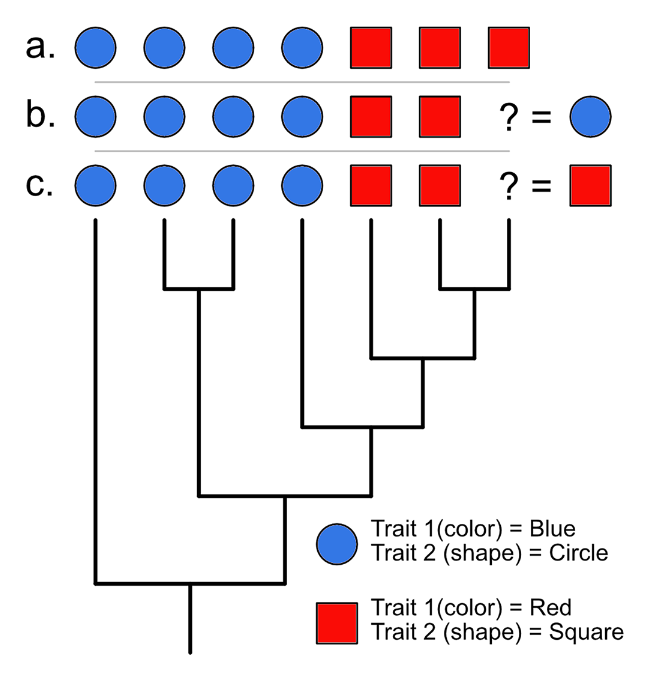 a.
b. ? =
c. ? =
Trait 1(color) = Blue
Trait 2 (shape) = Circle
Trait 1(color) = Red
Trait 2 (shape) = Square